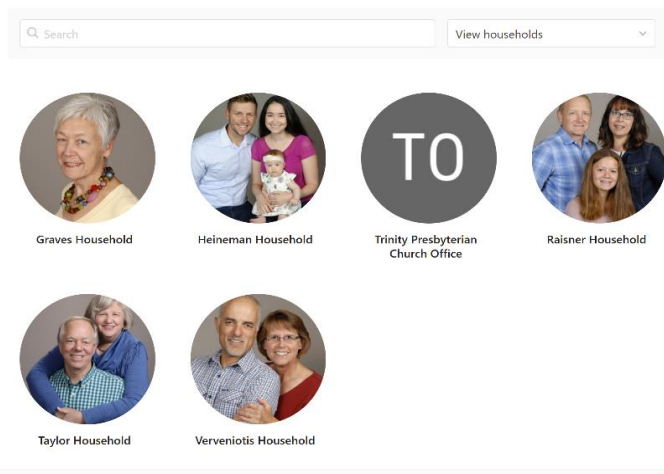 Search
View households
TO
Graves Household
Heineman Household
Trinity Presbyterian
Church Office
Raisner Household
Taylor Household
Verveniotis Household